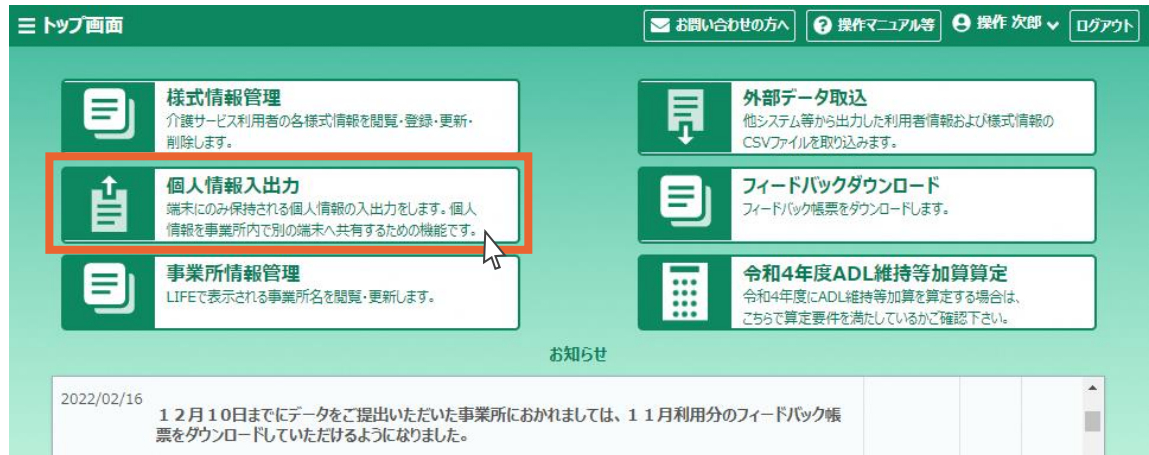 トップ画面
お問い合わせの方へ
操作マニュアル等
操作 次郎
ログアウト
様式情報管理
介護サービス利用者の各様式情報を閲覧・登録・更新・
削除します。
外部データ取込
他システム等から出力した利用者情報および様式情報の
CSVファイルを取り込みます。
個人情報入出力
端末にのみ保持される個人情報の入出力をします。個人
情報を事業所内で別の端末へ共有するための機能です。
フィードバックダウンロード
フィードバック帳票をダウンロードします。
事業所情報管理
LIFEで表示される事業所名を閲覧・更新します。
令和4年度ADL維持等加算算定
令和4年度にADL維持等加算を算定する場合は、
こちらで算定要件を満たしているかご確認下さい。
お知らせ
2022/02/16
１２月１０日までにデータをご提出いただいた事業所におかれましては、１１月利用分のフィードバック帳
票をダウンロードしていただけるようになりました。